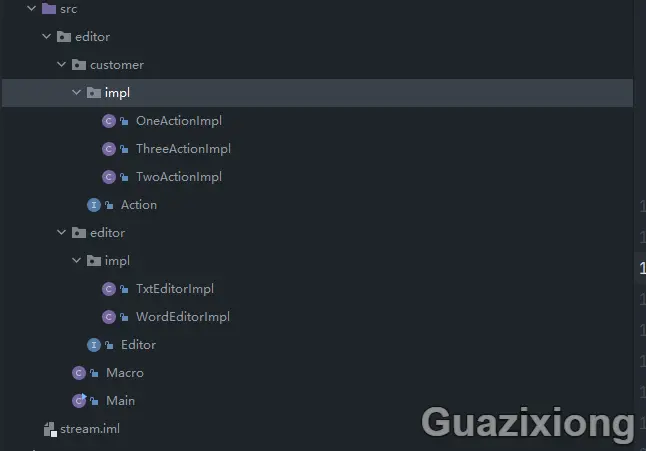 src
editor
customer
impl
OneActionImpl
ThreeActionImpl
TwoActionImpl
Action
editor
impl
TxtEditorImpl
WordEditorImpl
Editor
Macro
Main
stream.iml
Guazixiong